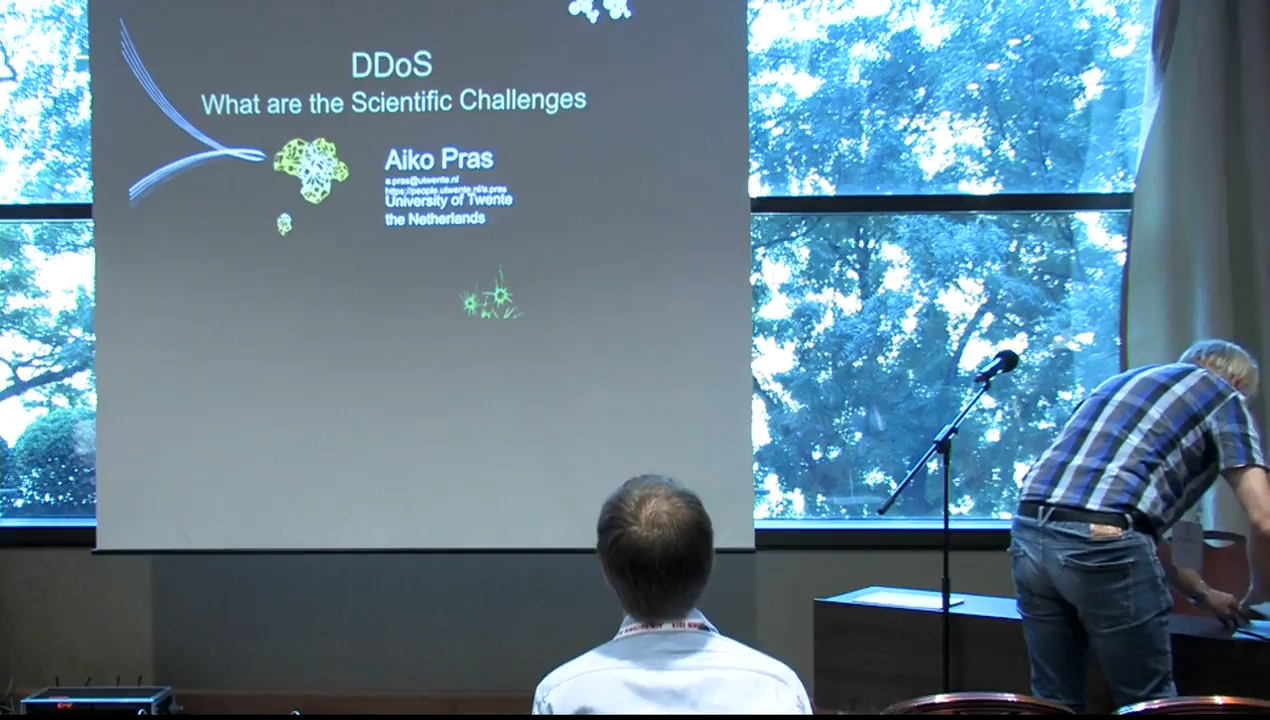 DDoS
What are the Scientific Challenges
Aiko Pras
a.pras@utwente.nl
https://people.utwente.nl/a.pras
University of Twente
the Netherlands